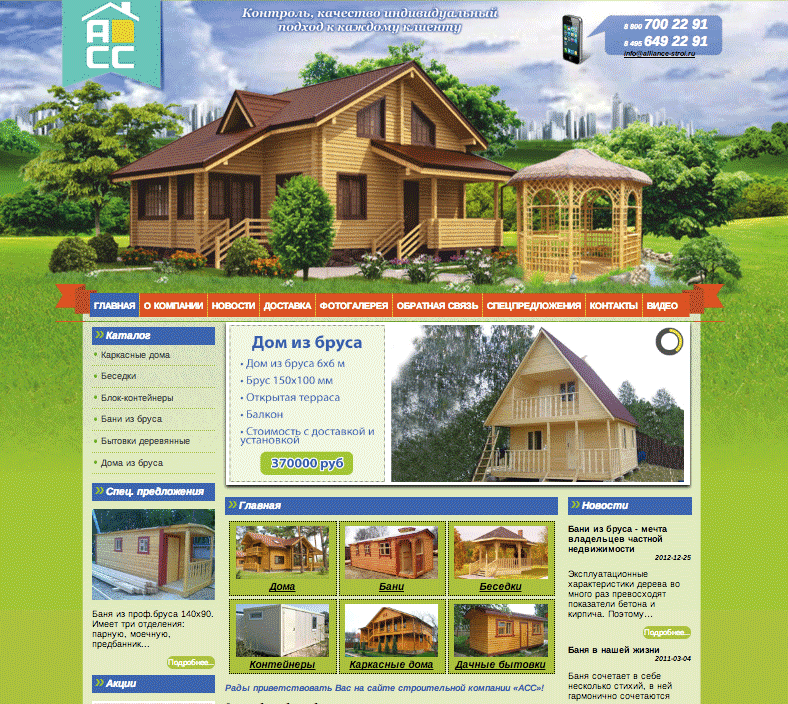 АСС
Контроль, качество индивидуальный
подход к каждому клиенту
8 800 700 22 91
8 495 649 22 91
info@alliance-stroi.ru
ГЛАВНАЯ О КОМПАНИИ НОВОСТИ ДОСТАВКА ФОТОГАЛЕРЕЯ ОБРАТНАЯ СВЯЗЬ СПЕЦПРЕДЛОЖЕНИЯ КОНТАКТЫ ВИДЕО
» Каталог
• Каркасные дома
• Беседки
• Блок-контейнеры
• Бани из бруса
• Бытовки деревянные
• Дома из бруса
» Спец. предложения
Баня из проф.бруса 140х90.
Имеет три отделения:
парную, моечную,
предбанник...
Подробнее...
» Акции
Дом из бруса
• Дом из бруса 6х6 м
• Брус 150х100 мм
• Открытая терраса
• Балкон
• Стоимость с доставкой и
установкой
370000 руб
» Главная
Дома Бани Беседки
Контейнеры Каркасные дома Дачные бытовки
Рады приветствовать Вас на сайте строительной компании «АСС»!
» Новости
Бани из бруса - мечта
владельцев частной
недвижимости
2012-12-25
Эксплуатационные
характеристики дерева во
много раз превосходят
показатели бетона и
кирпича. Поэтому...
Подробнее...
Баня в нашей жизни
2011-03-04
Баня сочетает в себе
несколько стихий, в ней
гармонично сочетаются